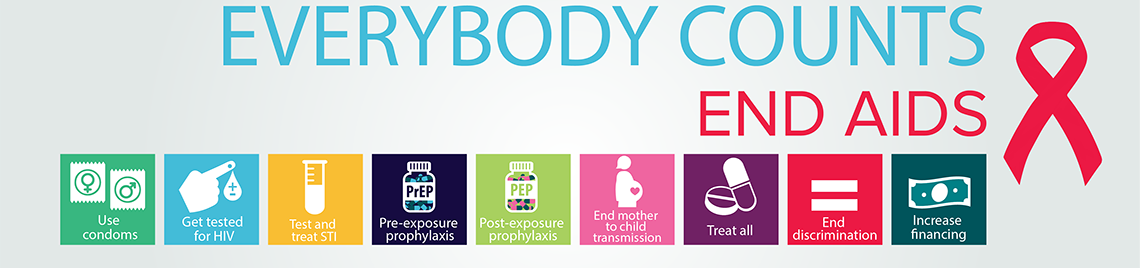 EVERYBODY COUNTS
END AIDS
Use
condoms
±
Get tested
for HIV
Test and
treat STI
PrEP
Pre-exposure
prophylaxis
PEP
Post-exposure
prophylaxis
End mother
to child
transmission
Treat all
End
discrimination
Increase
financing